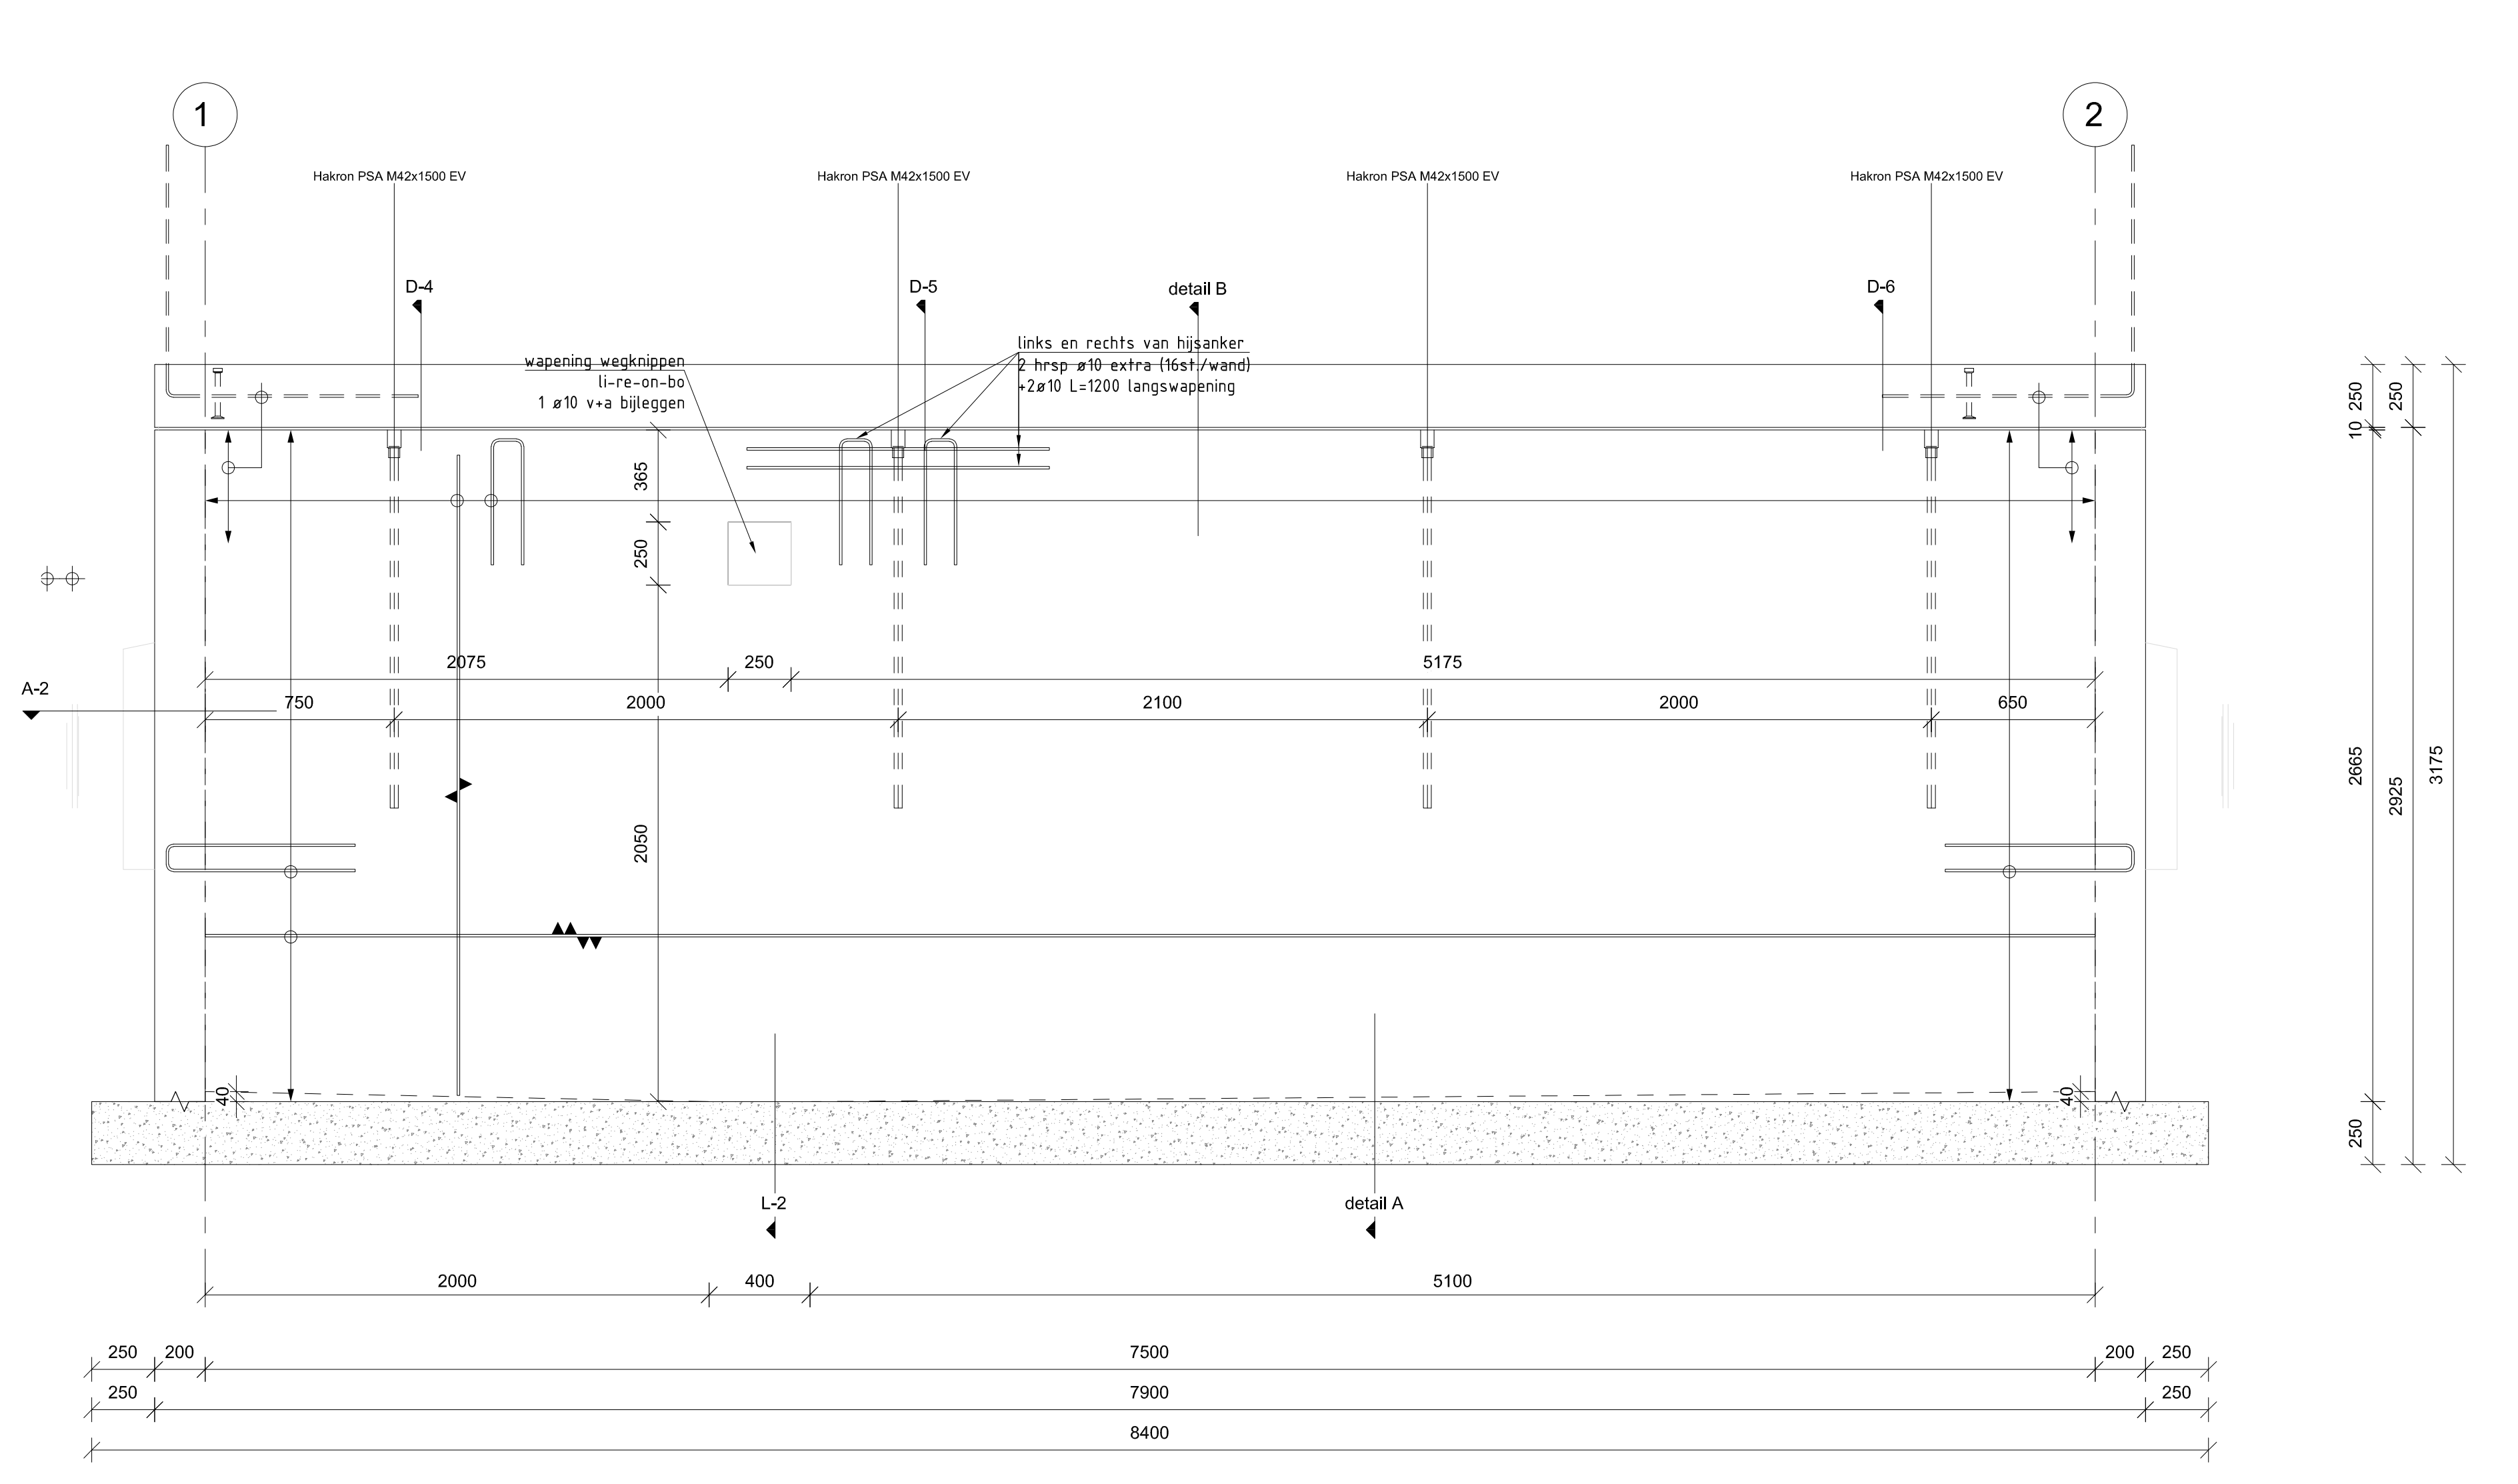 1
2
Hakron PSA M42x1500 EV
Hakron PSA M42x1500 EV
Hakron PSA M42x1500 EV
Hakron PSA M42x1500 EV
D-4
D-5
detail B
D-6
wapening wegknippen
li-re-on-bo
1 ø10 v+a bijleggen
links en rechts van hijsanker
2 hrsp ø10 extra (16st./wand)
+2ø10 L=1200 langswapening
250
250
10
365
250
2075
250
5175
A-2
750
2000
2100
2000
650
2665
2925
3175
2050
40
40
250
L-2
detail A
2000
400
5100
250
200
7500
200
250
250
7900
250
8400